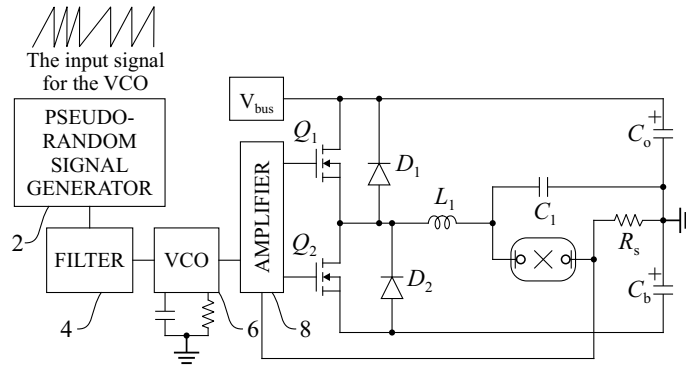 The input signal
for the VCO
PSEUDO-
RANDOM
SIGNAL
GENERATOR
2
FILTER
4
VCO
6
AMPLIFIER
8
V_bus
Q_1
Q_2
D_1
D_2
L_1
C_1
R_s
+
C_o
+
C_b